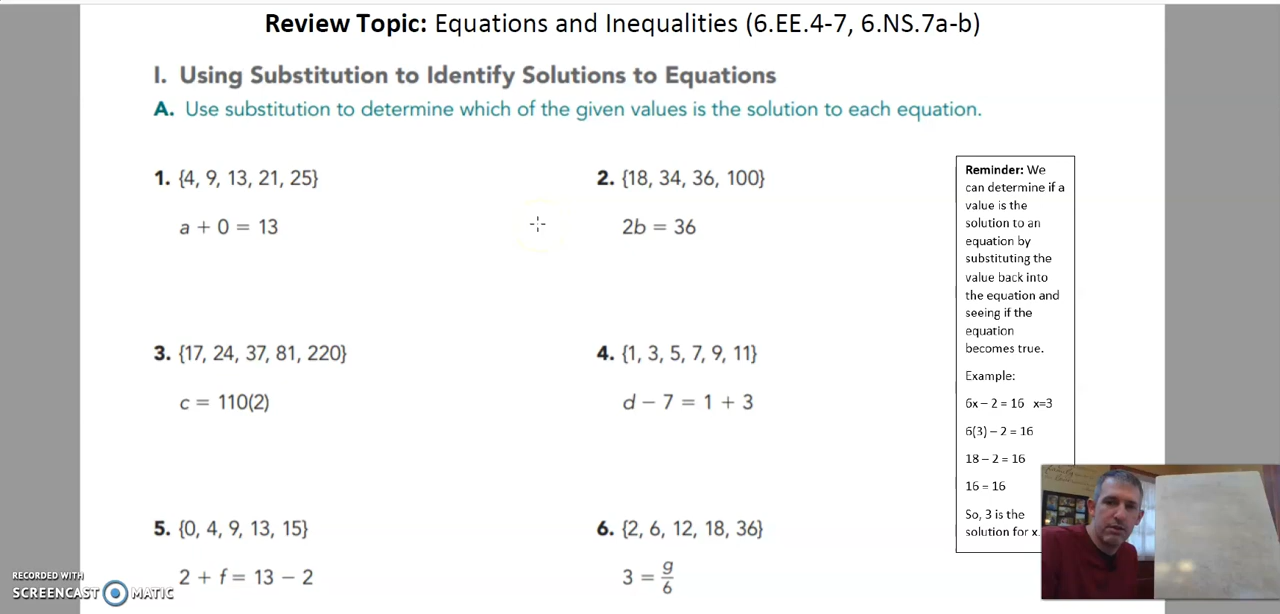 Review Topic: Equations and Inequalities (6.EE.4-7, 6.NS.7a-b)
I. Using Substitution to Identify Solutions to Equations
A. Use substitution to determine which of the given values is the solution to each equation.
1. {4, 9, 13, 21, 25}
a + 0 = 13
2. {18, 34, 36, 100}
2b = 36
3. {17, 24, 37, 81, 220}
c = 110(2)
4. {1, 3, 5, 7, 9, 11}
d − 7 = 1 + 3
5. {0, 4, 9, 13, 15}
2 + f = 13 − 2
6. {2, 6, 12, 18, 36}
3 = g/6
Reminder: We
can determine if a
value is the
solution to an
equation by
substituting the
value back into
the equation and
seeing if the
equation
becomes true.
Example:
6x – 2 = 16 x=3
6(3) – 2 = 16
18 – 2 = 16
16 = 16
So, 3 is the
solution for x.
RECORDED WITH
SCREENCAST MATIC